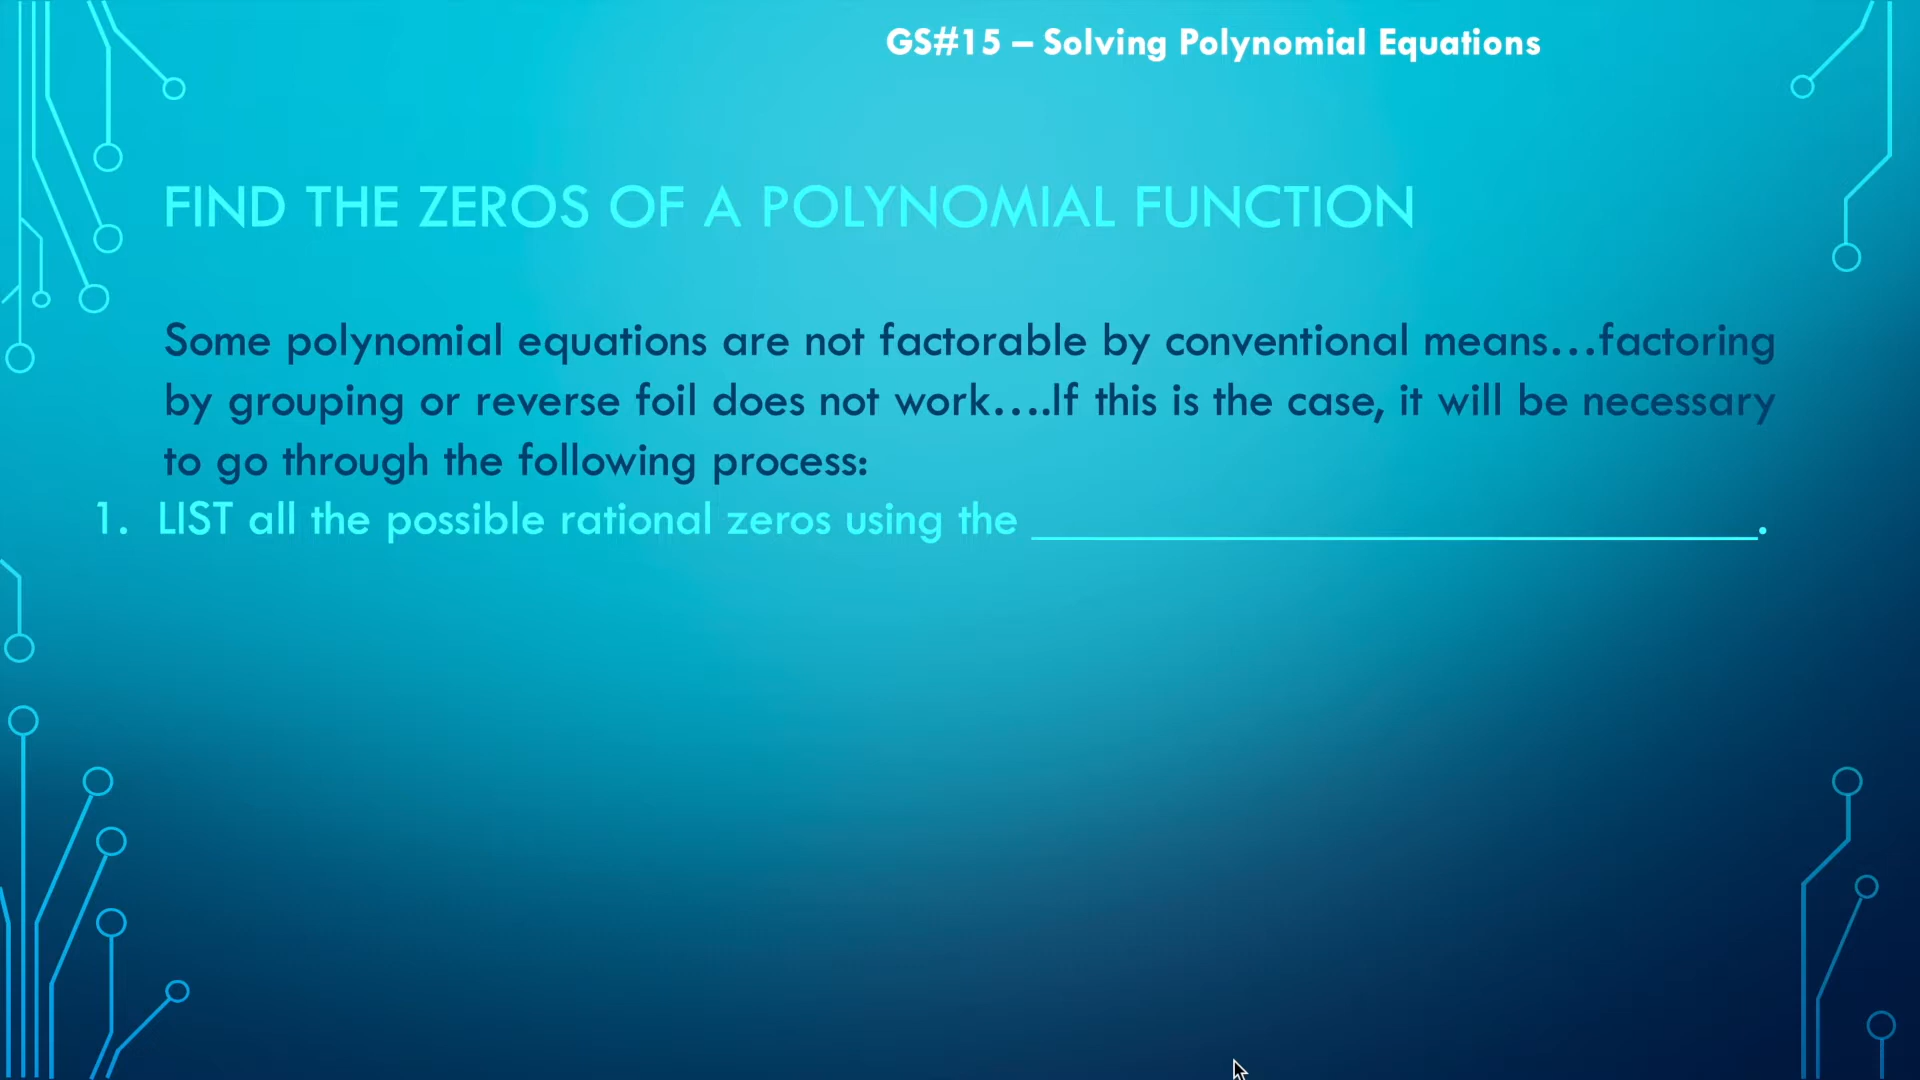 GS#15 – Solving Polynomial Equations
FIND THE ZEROS OF A POLYNOMIAL FUNCTION
Some polynomial equations are not factorable by conventional means…factoring
by grouping or reverse foil does not work….If this is the case, it will be necessary
to go through the following process:
1. LIST all the possible rational zeros using the ______________________________.